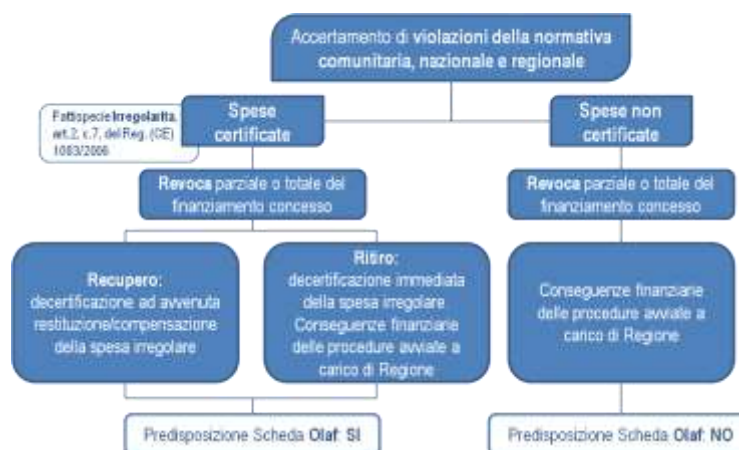 Accertamento di violazioni della normativa
comunitaria, nazionale e regionale
Fattispecie Irregolarità,
art.2, c.7, del Reg. (CE)
1083/2006
Spese
certificate
Spese non
certificate
Revoca parziale o totale del
finanziamento concesso
Revoca parziale o totale del
finanziamento concesso
Recupero:
decertificazione ad avvenuta
restituzione/compensazione
della spesa irregolare
Ritiro:
decertificazione immediata
della spesa irregolare
Conseguenze finanziarie
delle procedure avviate a
carico di Regione
Conseguenze finanziarie
delle procedure avviate a
carico di Regione
Predisposizione Scheda Olaf: SI
Predisposizione Scheda Olaf: NO